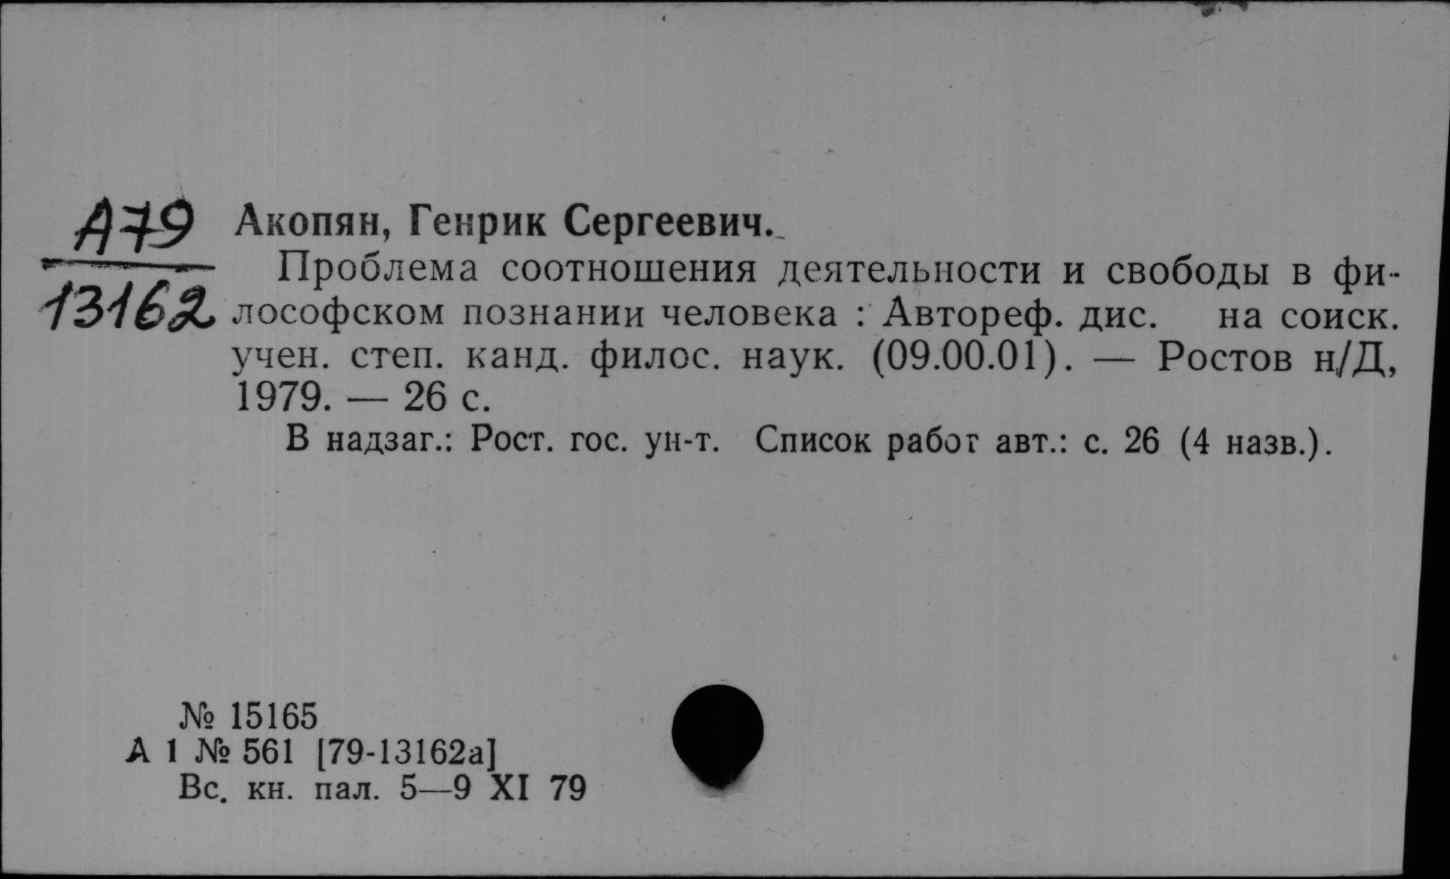 А79
13162
Акопян, Генрик Сергеевич.
Проблема соотношения деятельности и свободы в фи-
лософском познании человека : Автореф. дис. на соиск.
учен. степ. канд. филос. наук. (09.00.01). — Ростов н/Д,
1979. — 26 с.
В надзаг.: Рост. гос. ун-т. Список работ авт.: с. 26 (4 назв.).
№ 15165
А 1 № 561 [79-13162а]
Вс. кн. пал. 5—9 XI 79